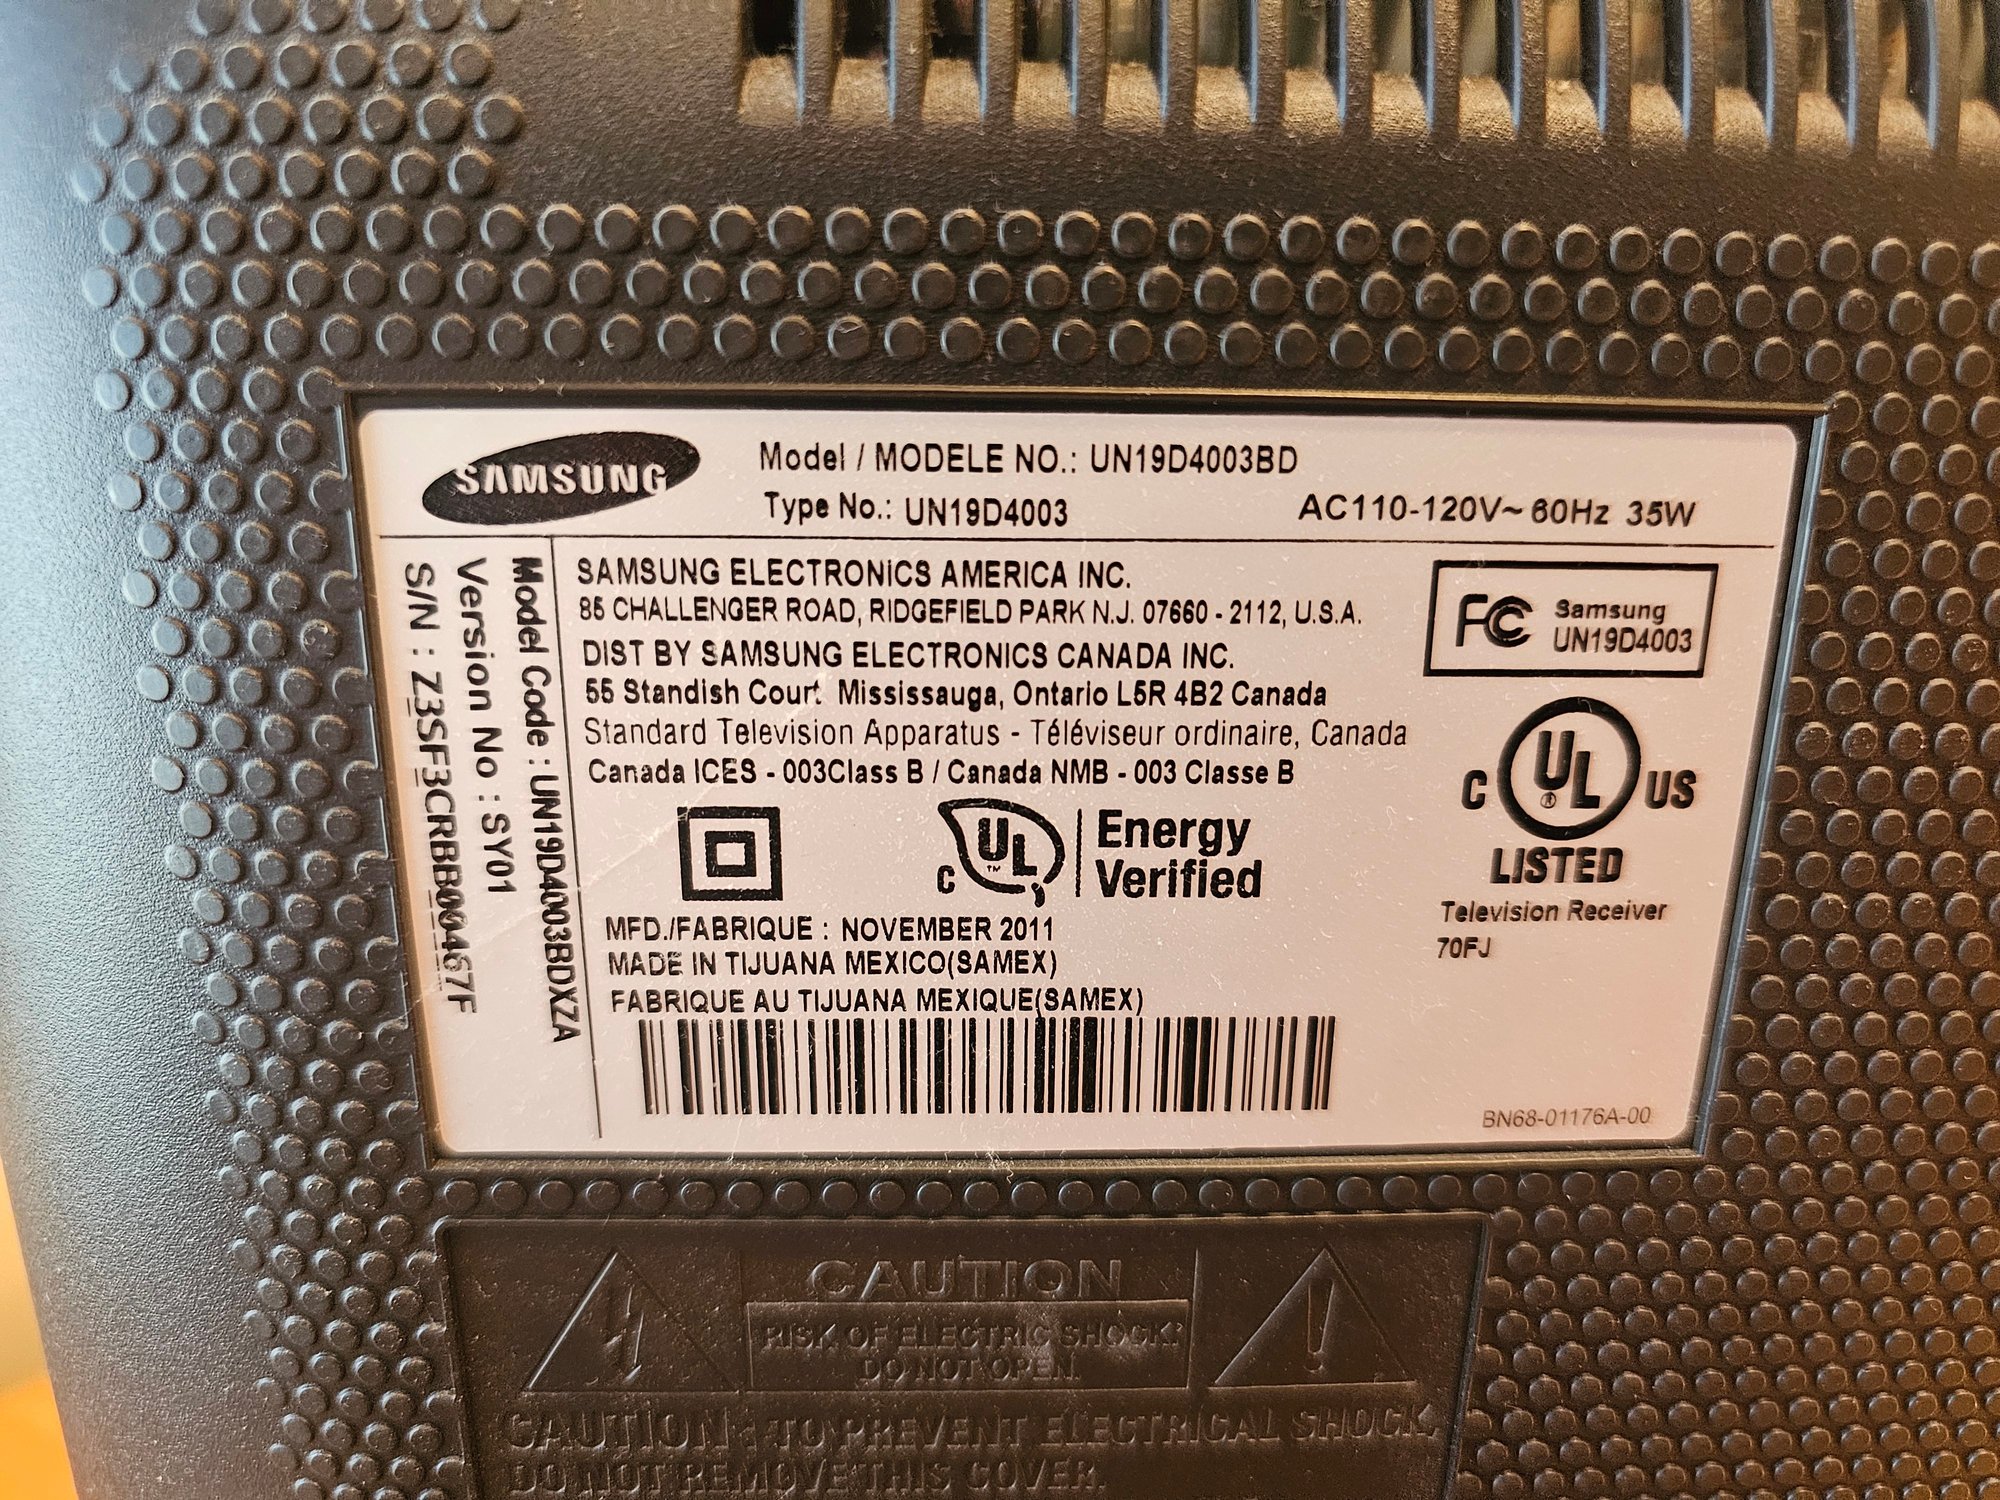 SAMSUNG
Model / MODELE NO.: UN19D4003BD
Type No.: UN19D4003
AC110-120V~ 60Hz 35W
Model Code : UN19D4003BDXZA
Version No : SY01
S/N : Z3SF3CRBB00467F
SAMSUNG ELECTRONICS AMERICA INC.
85 CHALLENGER ROAD, RIDGEFIELD PARK N.J. 07660 - 2112, U.S.A.
DIST BY SAMSUNG ELECTRONICS CANADA INC.
55 Standish Court Mississauga, Ontario L5R 4B2 Canada
Standard Television Apparatus - Téléviseur ordinaire, Canada
Canada ICES - 003Class B / Canada NMB - 003 Classe B
FC Samsung
UN19D4003
C UL ® US
LISTED
Television Receiver
70FJ
C UL ™ Energy
Verified
MFD./FABRIQUE : NOVEMBER 2011
MADE IN TIJUANA MEXICO(SAMEX)
FABRIQUE AU TIJUANA MEXIQUE(SAMEX)
BN68-01176A-00
CAUTION
RISK OF ELECTRIC SHOCK.
DO NOT OPEN.
CAUTION : TO PREVENT ELECTRICAL SHOCK,
DO NOT REMOVE THIS COVER.